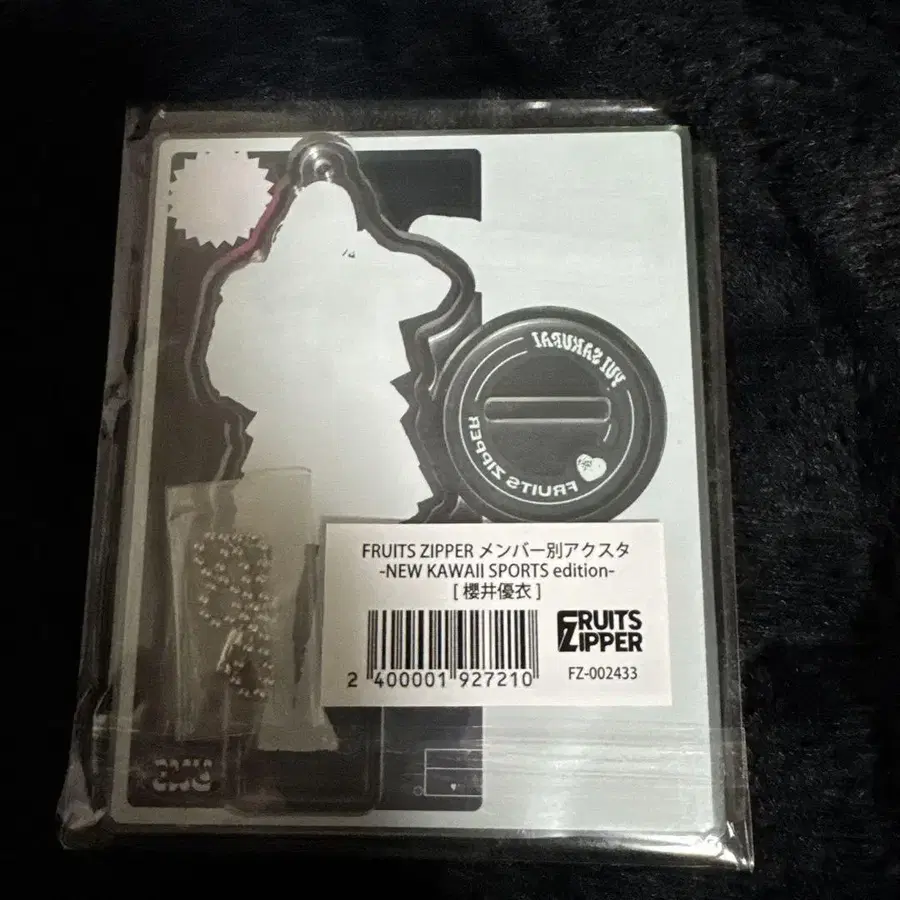 YUI SAKURAI
FRUITS ZIPPER
FRUITS ZIPPER メンバー別アクスタ
-NEW KAWAII SPORTS edition-
[ 櫻井優衣 ]
FRUITS
ZIPPER
2 400001 927210
FZ-002433